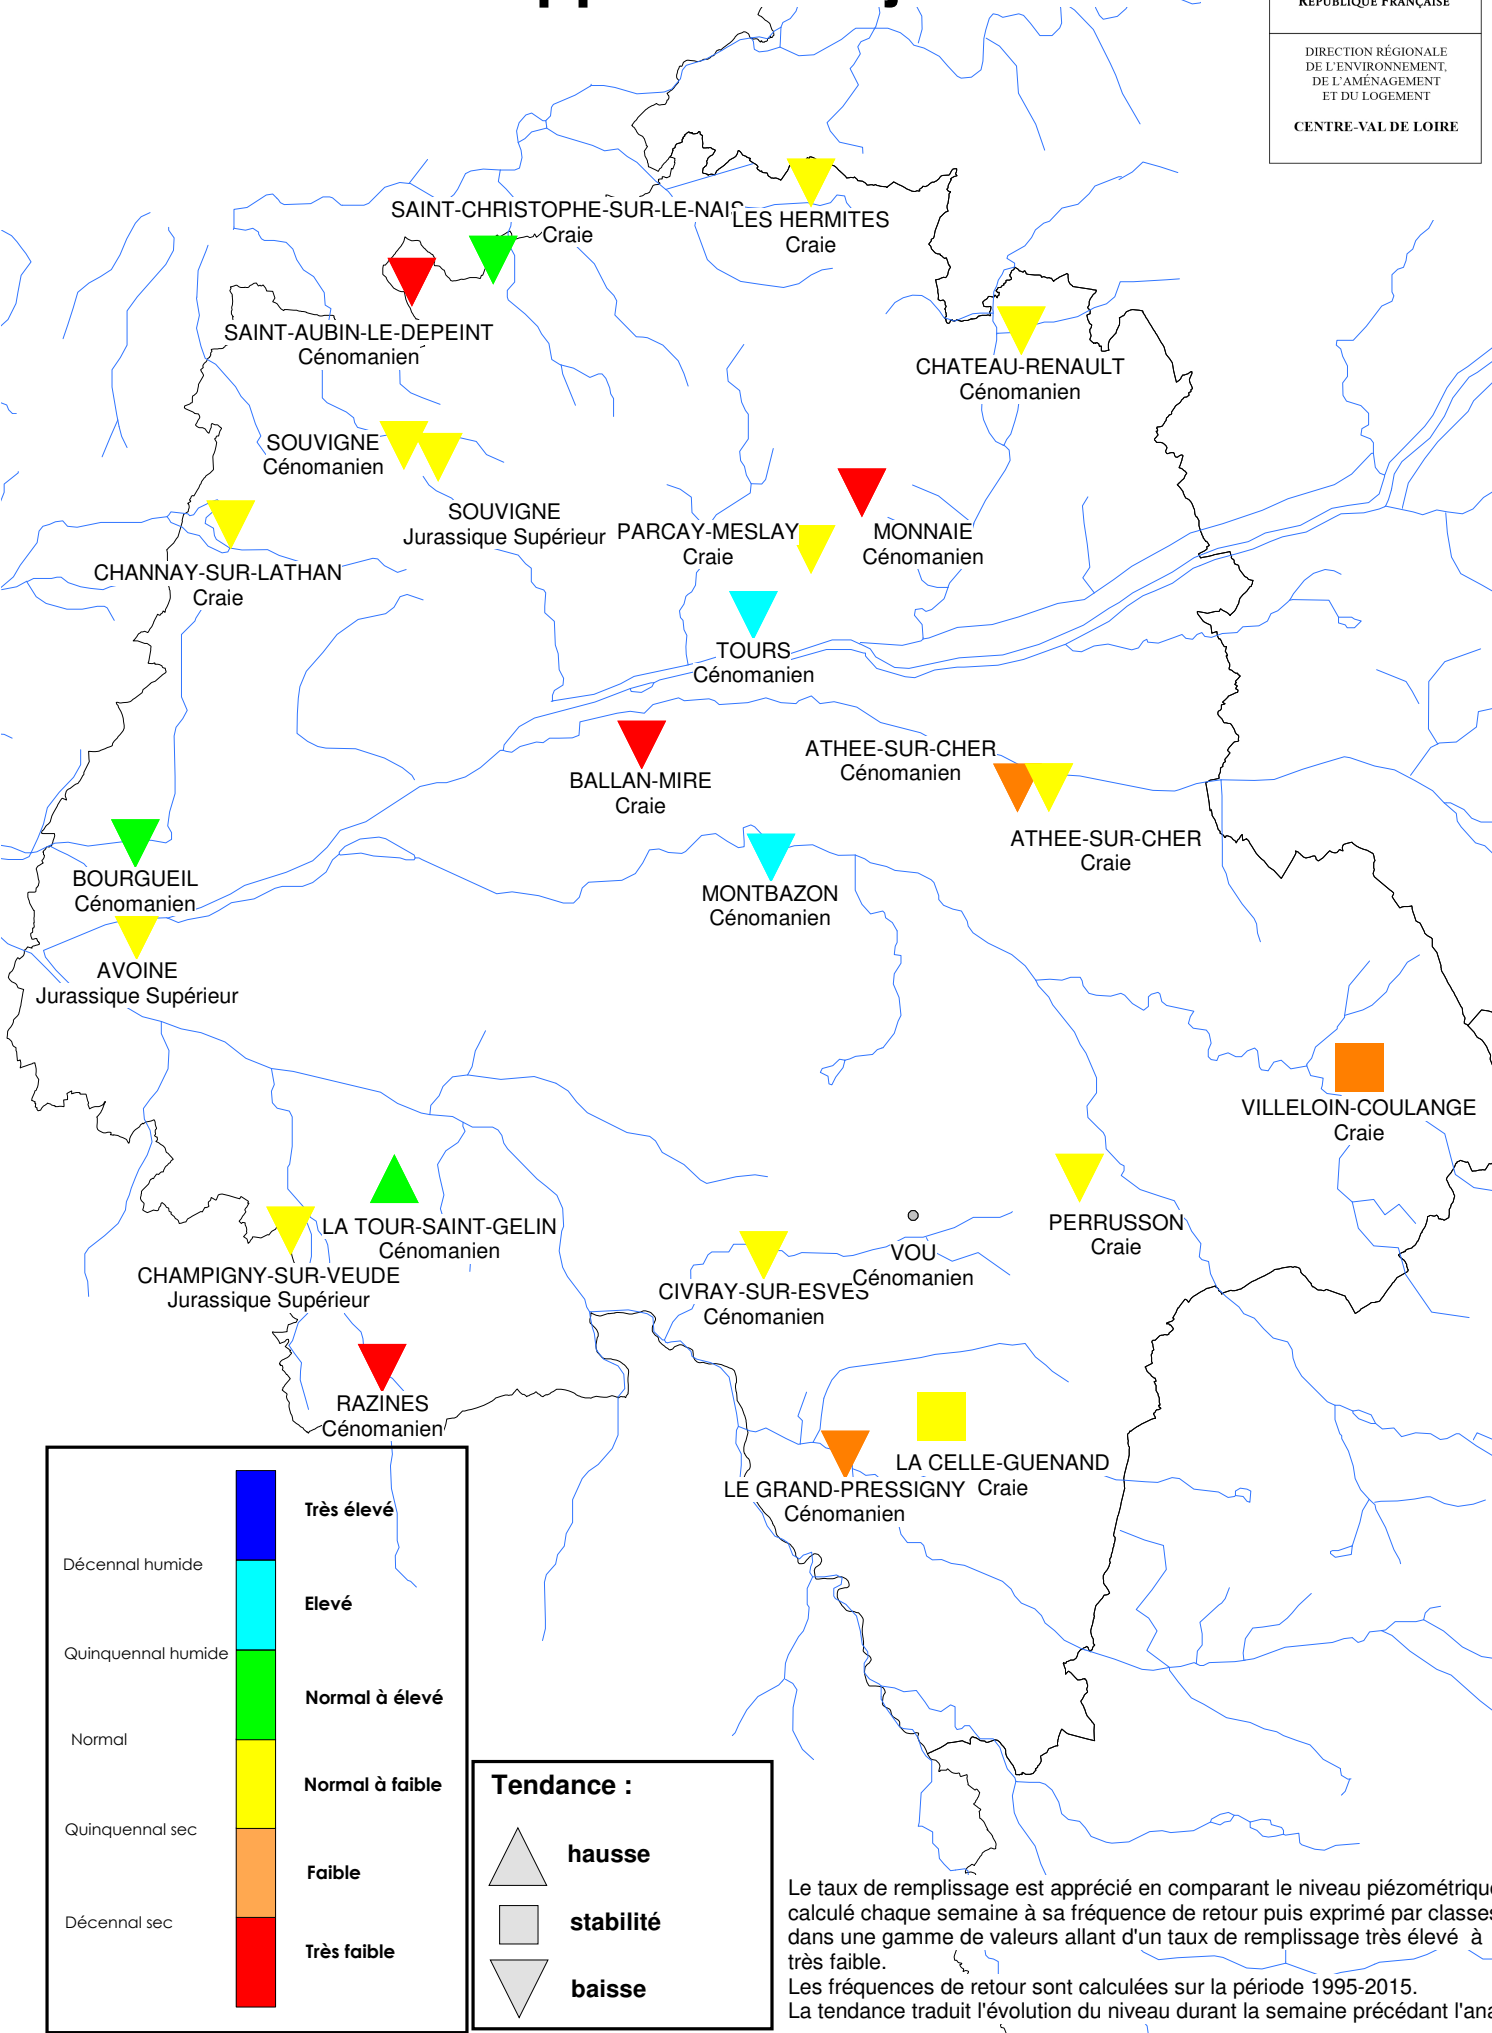 RÉPUBLIQUE FRANÇAISE
DIRECTION RÉGIONALE
DE L'ENVIRONNEMENT,
DE L'AMÉNAGEMENT
ET DU LOGEMENT
CENTRE-VAL DE LOIRE
SAINT-CHRISTOPHE-SUR-LE-NAIS
Craie
LES HERMITES
Craie
SAINT-AUBIN-LE-DEPEINT
Cénomanien
CHATEAU-RENAULT
Cénomanien
SOUVIGNE
Cénomanien
SOUVIGNE
Jurassique Supérieur
PARCAY-MESLAY
Craie
MONNAIE
Cénomanien
CHANNAY-SUR-LATHAN
Craie
TOURS
Cénomanien
BALLAN-MIRE
Craie
ATHEE-SUR-CHER
Cénomanien
ATHEE-SUR-CHER
Craie
BOURGUEIL
Cénomanien
MONTBAZON
Cénomanien
AVOINE
Jurassique Supérieur
VILLELOIN-COULANGE
Craie
LA TOUR-SAINT-GELIN
Cénomanien
PERRUSSON
Craie
VOU
Cénomanien
CHAMPIGNY-SUR-VEUDE
Jurassique Supérieur
CIVRAY-SUR-ESVES
Cénomanien
RAZINES
Cénomanien
LA CELLE-GUENAND
Craie
LE GRAND-PRESSIGNY
Cénomanien
Très élevé
Décennal humide
Elevé
Quinquennal humide
Normal à élevé
Normal
Normal à faible
Quinquennal sec
Faible
Décennal sec
Très faible
Tendance :
hausse
stabilité
baisse
Le taux de remplissage est apprécié en comparant le niveau piézométrique
calculé chaque semaine à sa fréquence de retour puis exprimé par classes
dans une gamme de valeurs allant d'un taux de remplissage très élevé à
très faible.
Les fréquences de retour sont calculées sur la période 1995-2015.
La tendance traduit l'évolution du niveau durant la semaine précédant